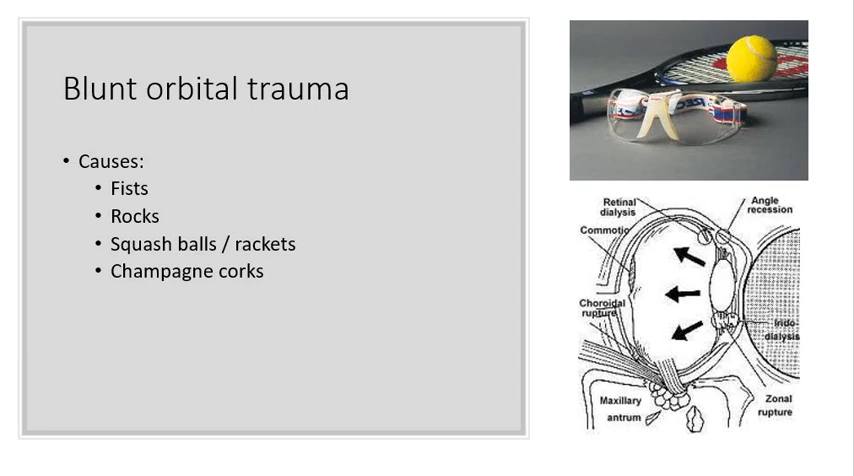 Blunt orbital trauma
• Causes:
• Fists
• Rocks
• Squash balls / rackets
• Champagne corks
Retinal
dialysis
Angle
recession
Commotio
Choroidal
rupture
Irido-
dialysis
Maxillary
antrum
Zonal
rupture